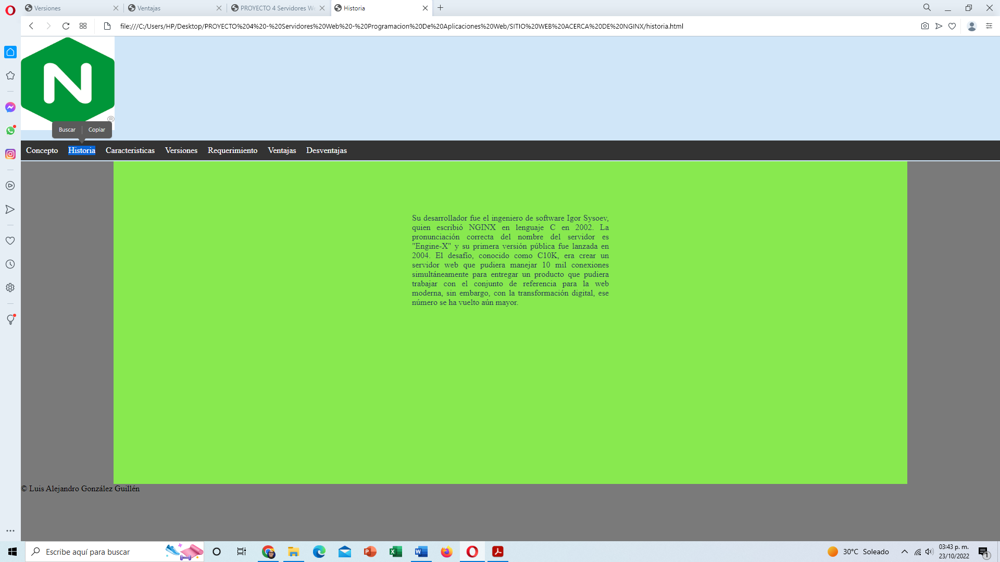 Versiones
Ventajas
PROYECTO 4 Servidores We
Historia
file:///C:/Users/HP/Desktop/PROYECTO%204%20-%20Servidores%20Web%20-%20Programacion%20De%20Aplicaciones%20Web/SITIO%20WEB%20ACERCA%20DE%20NGINX/historia.html
N
®
Buscar Copiar
Concepto Historia Caracteristicas Versiones Requerimiento Ventajas Desventajas
Su desarrollador fue el ingeniero de software Igor Sysoev,
quien escribió NGINX en lenguaje C en 2002. La
pronunciación correcta del nombre del servidor es
"Engine-X" y su primera versión pública fue lanzada en
2004. El desafío, conocido como C10K, era crear un
servidor web que pudiera manejar 10 mil conexiones
simultáneamente para entregar un producto que pudiera
trabajar con el conjunto de referencia para la web
moderna, sin embargo, con la transformación digital, ese
número se ha vuelto aún mayor.
© Luis Alejandro González Guillén
Escribe aquí para buscar
30°C Soleado
03:43 p. m.
23/10/2022
1